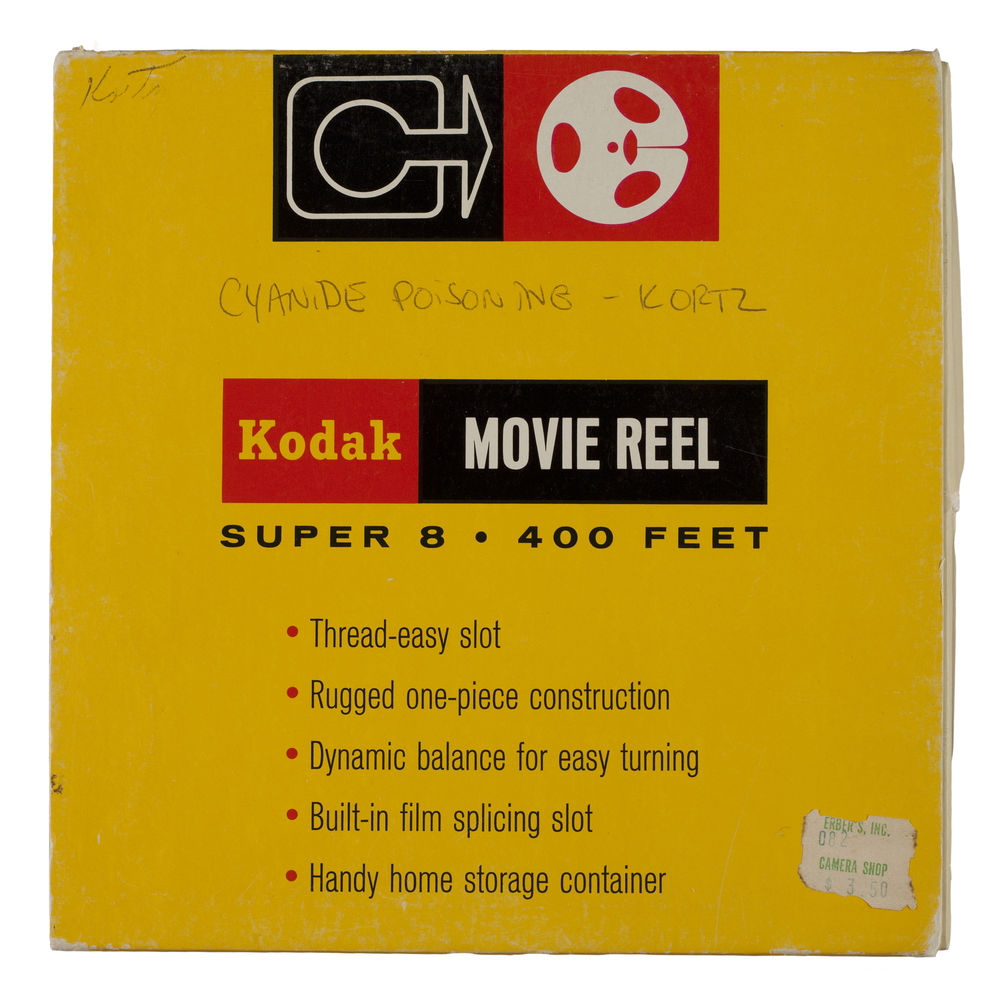 Kortz
CYANIDE POISONING - KORTZ
Kodak MOVIE REEL
SUPER 8 • 400 FEET
• Thread-easy slot
• Rugged one-piece construction
• Dynamic balance for easy turning
• Built-in film splicing slot
• Handy home storage container
ERBER'S, INC.
082
CAMERA SHOP
$ 3 50